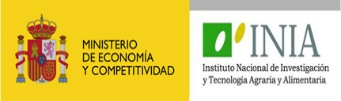 MINISTERIO
DE ECONOMÍA
Y COMPETITIVIDAD
INIA
Instituto Nacional de Investigación
y Tecnología Agraria y Alimentaria